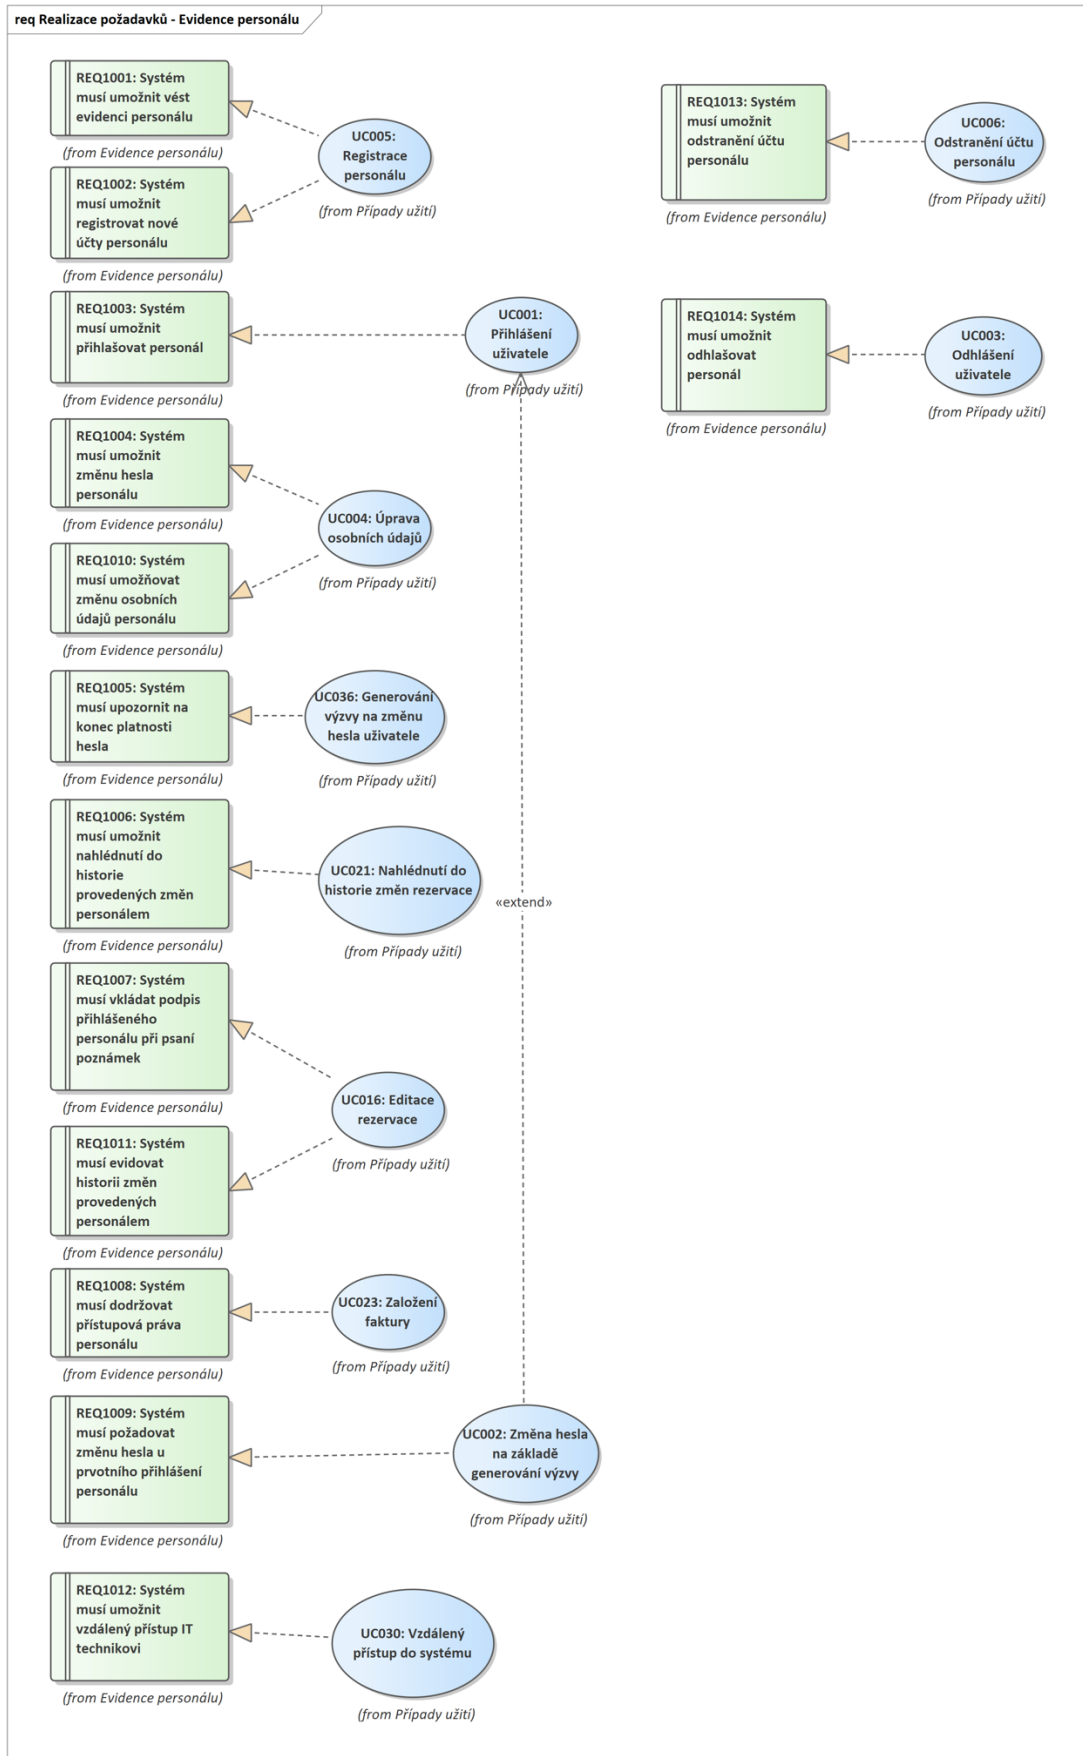 req Realizace požadavků - Evidence personálu
REQ1001: Systém
musí umožnit vést
evidenci personálu
(from Evidence personálu)
UC005:
Registrace
personálu
(from Případy užití)
REQ1002: Systém
musí umožnit
registrovat nové
účty personálu
(from Evidence personálu)
REQ1013: Systém
musí umožnit
odstranění účtu
personálu
(from Evidence personálu)
UC006:
Odstranění účtu
personálu
(from Případy užití)
REQ1003: Systém
musí umožnit
přihlašovat personál
(from Evidence personálu)
UC001:
Přihlášení
uživatele
(from Případy užití)
REQ1014: Systém
musí umožnit
odhlašovat
personál
(from Evidence personálu)
UC003:
Odhlášení
uživatele
(from Případy užití)
REQ1004: Systém
musí umožnit
změnu hesla
personálu
(from Evidence personálu)
UC004: Úprava
osobních údajů
(from Případy užití)
REQ1010: Systém
musí umožňovat
změnu osobních
údajů personálu
(from Evidence personálu)
REQ1005: Systém
musí upozornit na
konec platnosti
hesla
(from Evidence personálu)
UC036: Generování
výzvy na změnu
hesla uživatele
(from Případy užití)
REQ1006: Systém
musí umožnit
nahlédnutí do
historie
provedených změn
personálem
(from Evidence personálu)
UC021: Nahlédnutí do
historie změn rezervace
(from Případy užití)
«extend»
REQ1007: Systém
musí vkládat podpis
přihlášeného
personálu při psaní
poznámek
UC016: Editace
rezervace
(from Případy užití)
REQ1011: Systém
musí evidovat
historii změn
provedených
personálem
(from Evidence personálu)
REQ1008: Systém
musí dodržovat
přístupová práva
personálu
(from Evidence personálu)
UC023: Založení
faktury
(from Případy užití)
REQ1009: Systém
musí požadovat
změnu hesla u
prvotního přihlášení
personálu
(from Evidence personálu)
UC002: Změna hesla
na základě
generování výzvy
(from Případy užití)
REQ1012: Systém
musí umožnit
vzdálený přístup IT
technikovi
(from Evidence personálu)
UC030: Vzdálený
přístup do systému
(from Případy užití)